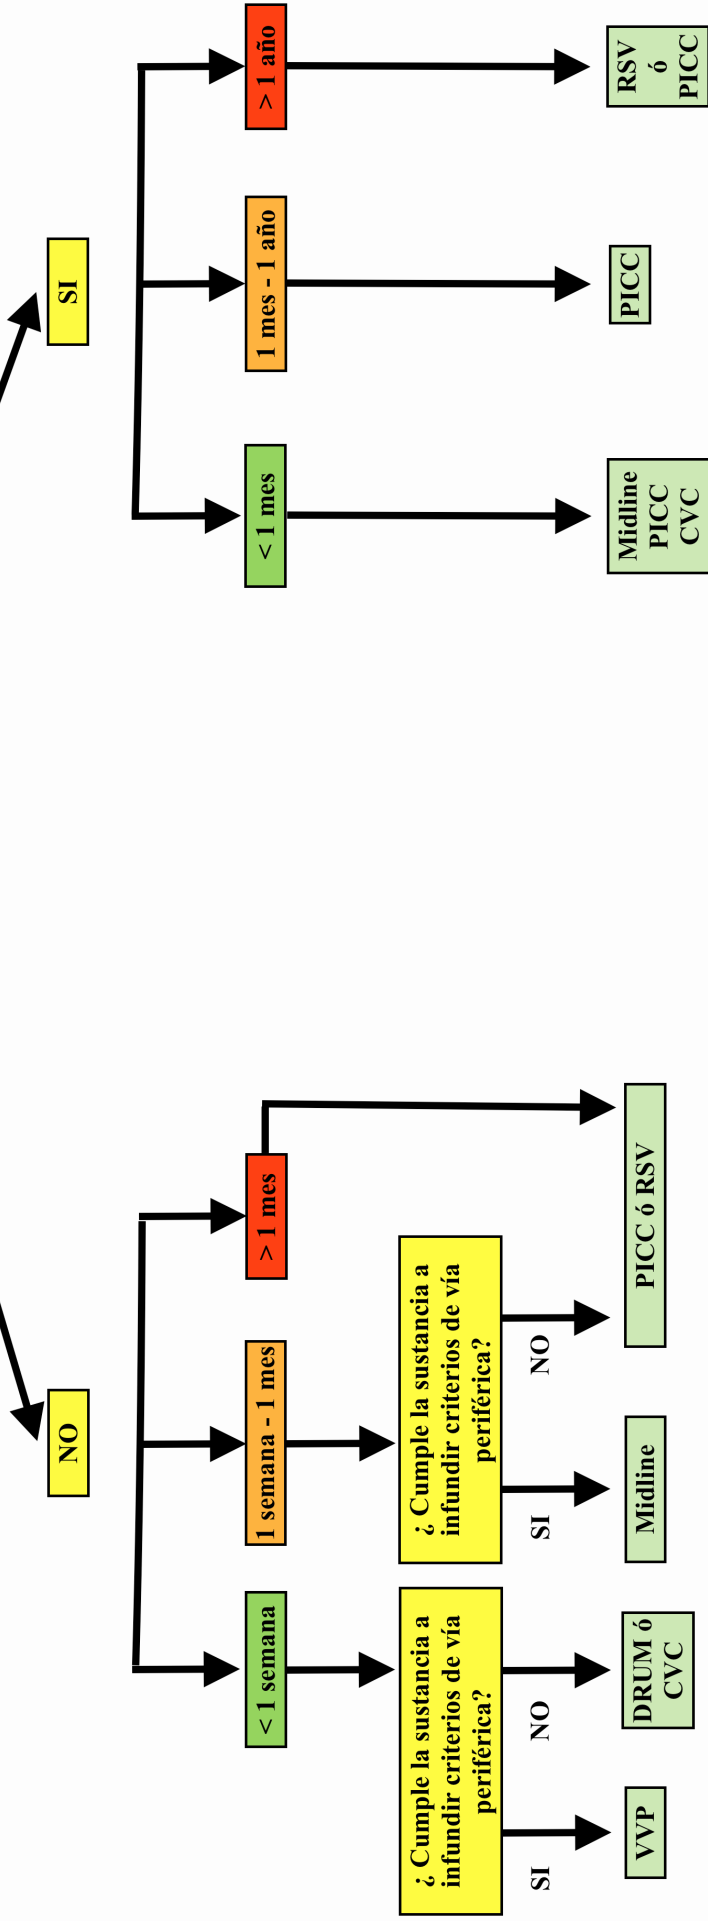 NO
SI
< 1 semana
1 semana - 1 mes
> 1 mes
< 1 mes
1 mes - 1 año
> 1 año
¿ Cumple la sustancia a
infundir criterios de vía
periférica?
¿ Cumple la sustancia a
infundir criterios de vía
periférica?
SI
NO
SI
NO
VVP
DRUM ó
CVC
Midline
PICC ó RSV
Midline
PICC
CVC
PICC
RSV
ó
PICC